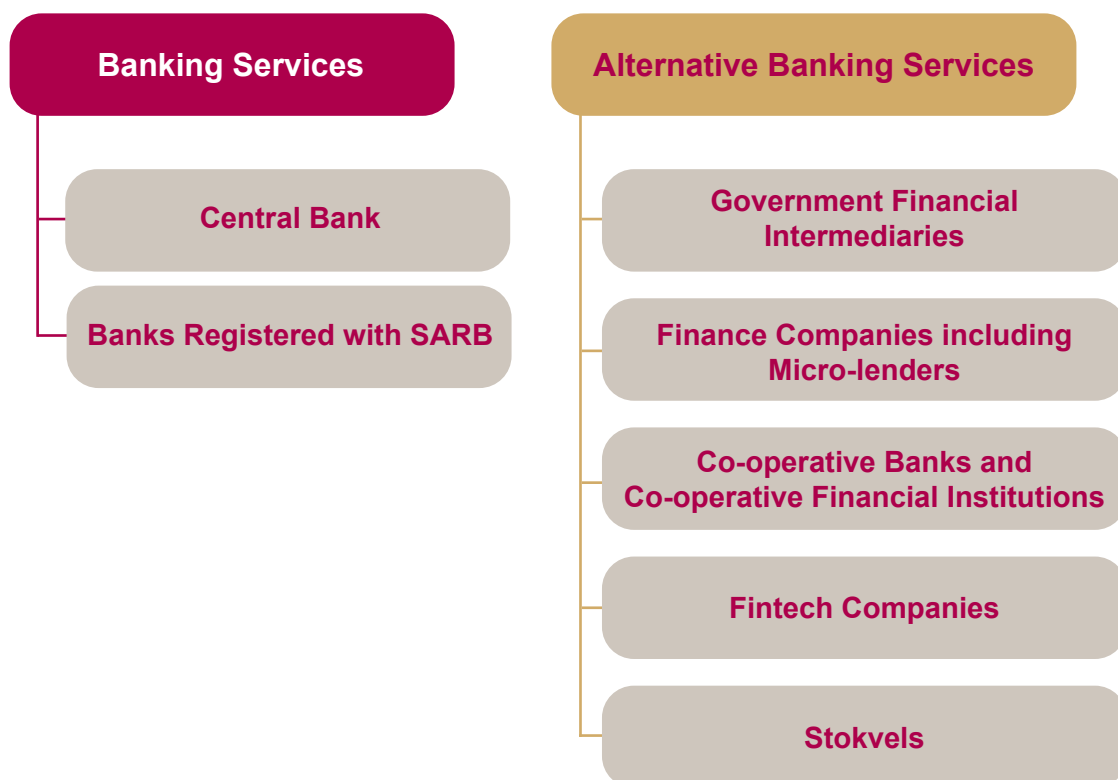 Banking Services
Central Bank
Banks Registered with SARB
Alternative Banking Services
Government Financial
Intermediaries
Finance Companies including
Micro-lenders
Co-operative Banks and
Co-operative Financial Institutions
Fintech Companies
Stokvels